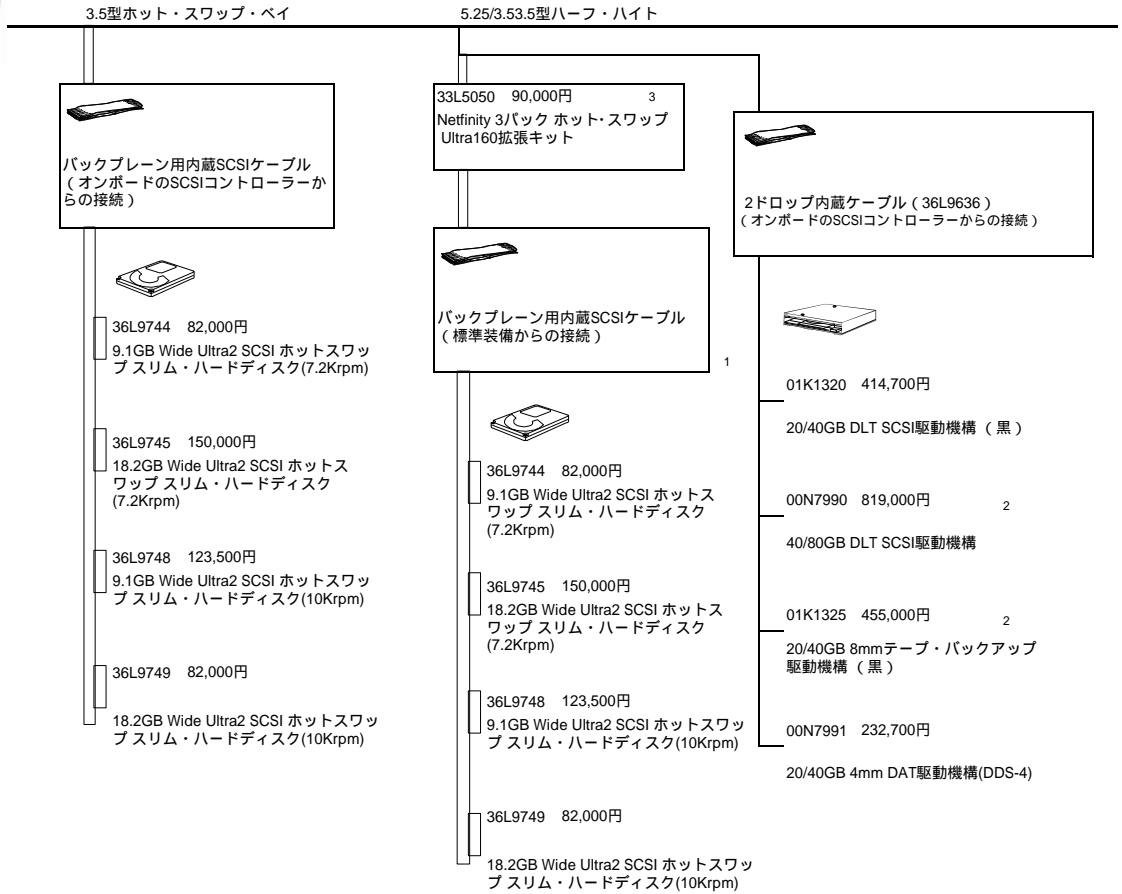 3.5型ホット・スワップ・ベイ
バックプレーン用内蔵SCSIケーブル
（オンボードのSCSIコントローラーか
らの接続）
36L9744 82,000円
9.1GB Wide Ultra2 SCSI ホットスワッ
プ スリム・ハードディスク(7.2Krpm)
36L9745 150,000円
18.2GB Wide Ultra2 SCSI ホットス
ワップ スリム・ハードディスク
(7.2Krpm)
36L9748 123,500円
9.1GB Wide Ultra2 SCSI ホットスワッ
プ スリム・ハードディスク(10Krpm)
36L9749 82,000円
18.2GB Wide Ultra2 SCSI ホットスワッ
プ スリム・ハードディスク(10Krpm)
5.25/3.53.5型ハーフ・ハイト
33L5050 90,000円 3
Netfinity 3パック ホット・スワップ
Ultra160拡張キット
バックプレーン用内蔵SCSIケーブル
（標準装備からの接続）
1
36L9744 82,000円
9.1GB Wide Ultra2 SCSI ホットス
ワップ スリム・ハードディスク
(7.2Krpm)
36L9745 150,000円
18.2GB Wide Ultra2 SCSI ホットス
ワップ スリム・ハードディスク
(7.2Krpm)
36L9748 123,500円
9.1GB Wide Ultra2 SCSI ホットスワッ
プ スリム・ハードディスク(10Krpm)
36L9749 82,000円
18.2GB Wide Ultra2 SCSI ホットスワッ
プ スリム・ハードディスク(10Krpm)
2ドロップ内蔵ケーブル（36L9636）
（オンボードのSCSIコントローラーからの接続）
01K1320 414,700円
20/40GB DLT SCSI駆動機構（黒）
00N7990 819,000円 2
40/80GB DLT SCSI駆動機構
01K1325 455,000円 2
20/40GB 8mmテープ・バックアップ
駆動機構（黒）
00N7991 232,700円
20/40GB 4mm DAT駆動機構(DDS-4)